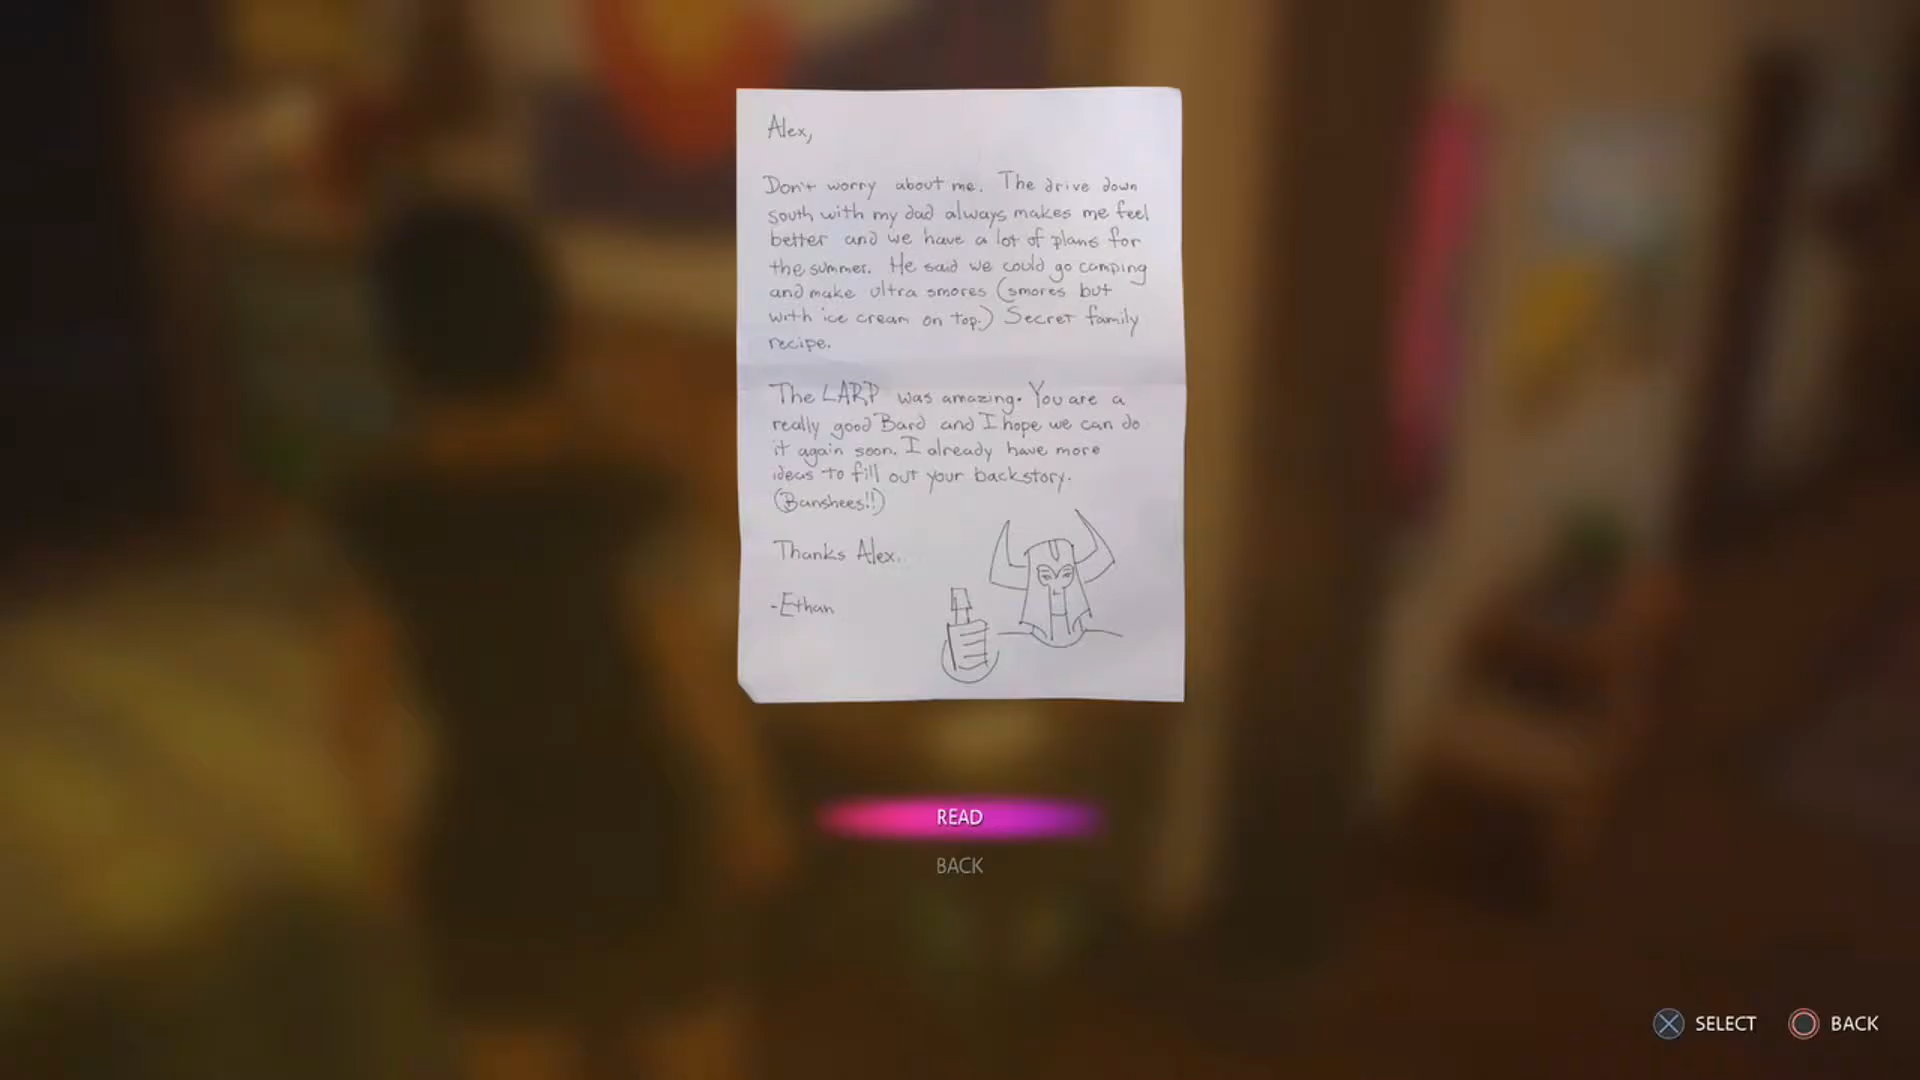 Alex,
Don't worry about me. The drive down
south with my dad always makes me feel
better and we have a lot of plans for
the summer. He said we could go camping
and make ultra smores (smores but
with ice cream on top.) Secret family
recipe.
The LARP was amazing. You are a
really good Bard and I hope we can do
it again soon. I already have more
ideas to fill out your backstory.
(Banshees!!)
Thanks Alex.
-Ethan
READ
BACK
SELECT
BACK